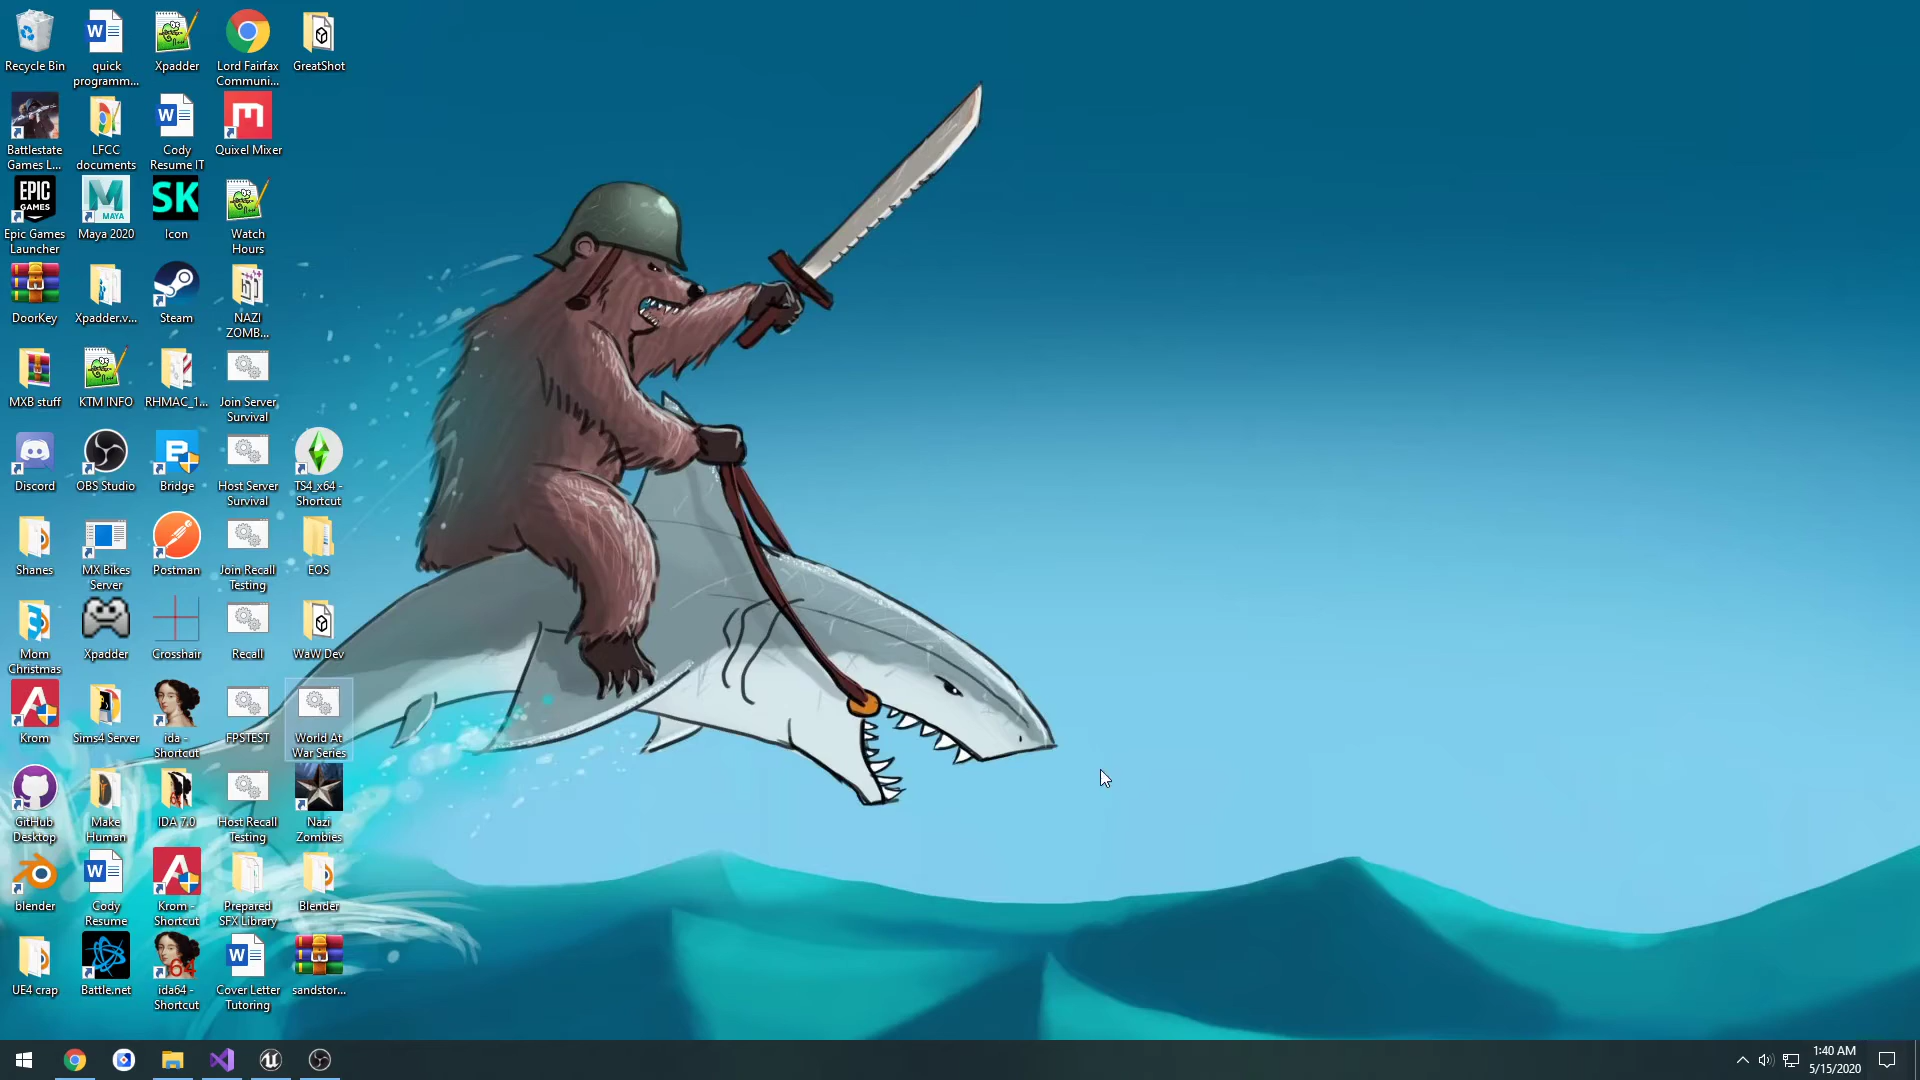 Recycle Bin
quick
programm...
Xpadder
Lord Fairfax
Communi...
GreatShot
Battlestate
Games L...
LFCC
documents
Cody
Resume IT
Quixel Mixer
EPIC
GAMES
Epic Games
Launcher
MAYA
Maya 2020
SK
Icon
Watch
Hours
DoorKey
Xpadder.v...
Steam
NAZI
ZOMB...
MXB stuff
KTM INFO
RHMAC_1...
Join Server
Survival
Discord
OBS Studio
Bridge
Host Server
Survival
TS4_x64 -
Shortcut
Shanes
MX Bikes
Server
Postman
Join Recall
Testing
EOS
Mom
Christmas
Xpadder
Crosshair
Recall
WaW Dev
Krom
Sims4 Server
ida -
Shortcut
FPSTEST
World At
War Series
GitHub
Desktop
Make
Human
IDA 7.0
Host Recall
Testing
Nazi
Zombies
blender
Cody
Resume
Krom -
Shortcut
Prepared
SFX Library
Blender
UE4 crap
Battle.net
64
ida64 -
Shortcut
Cover Letter
Tutoring
sandstor...
1:40 AM
5/15/2020